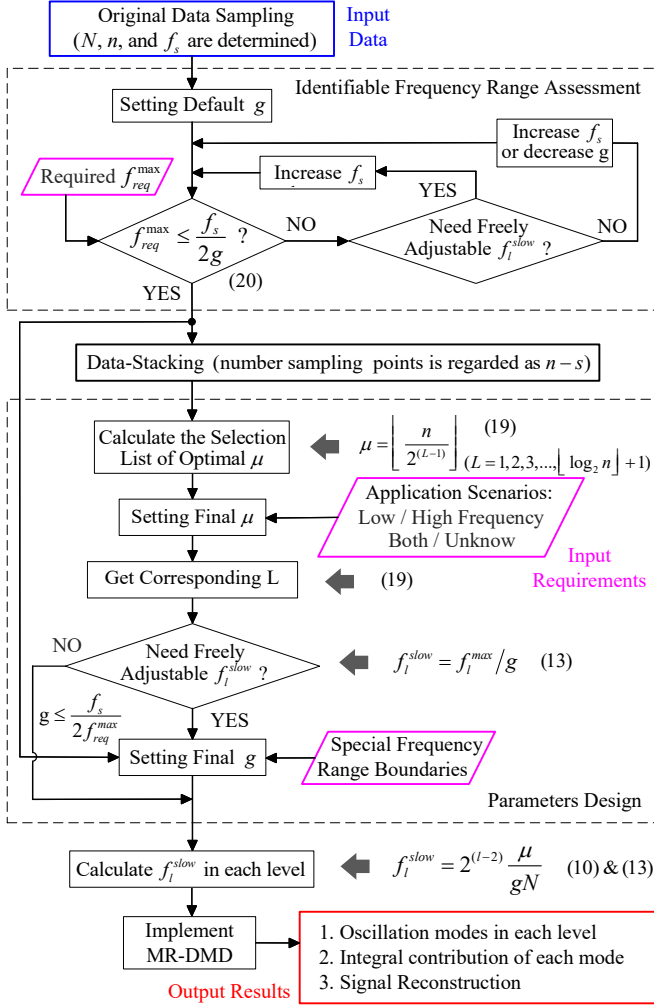 Original Data Sampling
(N, n, and f_s are determined)
Input
Data
Identifiable Frequency Range Assessment
Setting Default g
Increase f_s
or decrease g
Required f_{req}^{max}
Increase f_s
YES
f_{req}^{max} ≤ f_s / 2g ?
NO
Need Freely
Adjustable f_l^{slow} ?
NO
(20)
YES
Data-Stacking (number sampling points is regarded as n−s)
Calculate the Selection
List of Optimal μ
μ = ⌊ n / 2^{(L−1)} ⌋ (19)
(L = 1,2,3,...,⌊ log_2 n⌋ + 1)
Setting Final μ
Application Scenarios:
Low / High Frequency
Both / Unknow
Input
Requirements
Get Corresponding L
(19)
NO
Need Freely
Adjustable f_l^{slow} ?
f_l^{slow} = f_l^{max} / g (13)
g ≤ f_s / 2f_{req}^{max}
YES
Setting Final g
Special Frequency
Range Boundaries
Parameters Design
Calculate f_l^{slow} in each level
f_l^{slow} = 2^{(l−2)} μ / gN (10) & (13)
Implement
MR-DMD
1. Oscillation modes in each level
2. Integral contribution of each mode
3. Signal Reconstruction
Output Results